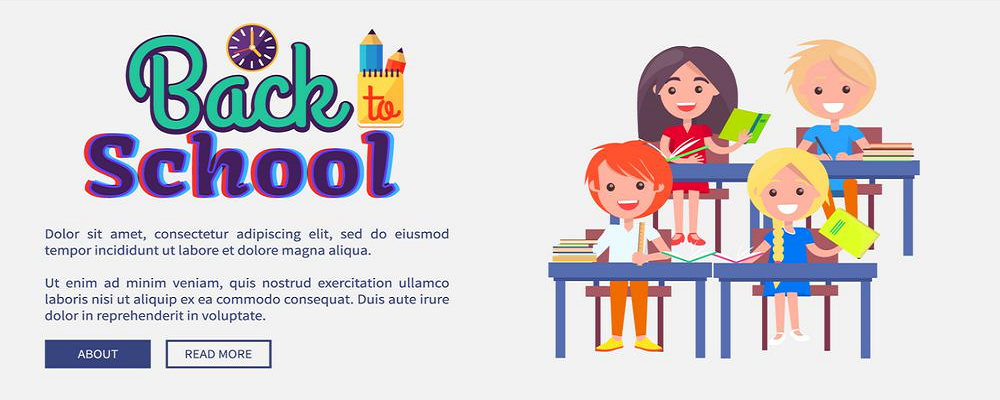 Back
to
School
Dolor sit amet, consectetur adipiscing elit, sed do eiusmod
tempor incididunt ut labore et dolore magna aliqua.
Ut enim ad minim veniam, quis nostrud exercitation ullamco
laboris nisi ut aliquip ex ea commodo consequat. Duis aute irure
dolor in reprehenderit in voluptate.
ABOUT
READ MORE